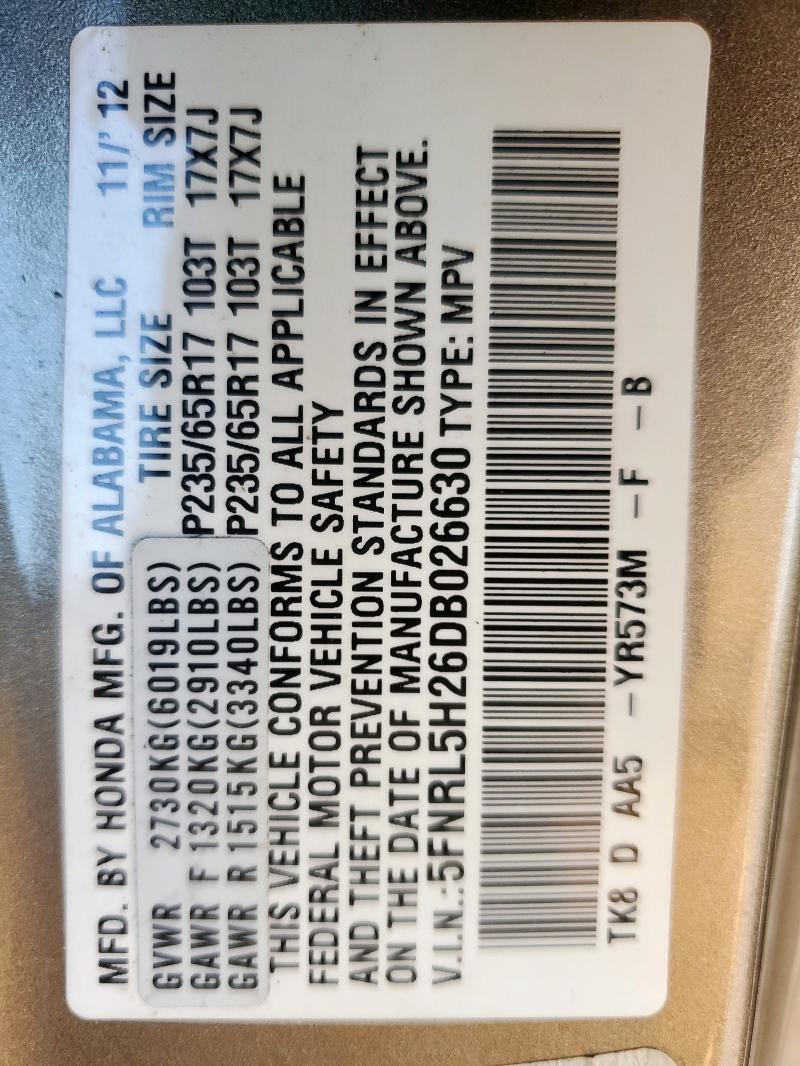 MFD. BY HONDA MFG. OF ALABAMA, LLC 11/' 12
TIRE SIZE RIM SIZE
GVWR 2730KG(6019LBS)
GAWR F 1320KG(2910LBS) P235/65R17 103T 17X7J
GAWR R 1515KG(3340LBS) P235/65R17 103T 17X7J
THIS VEHICLE CONFORMS TO ALL APPLICABLE
FEDERAL MOTOR VEHICLE SAFETY
AND THEFT PREVENTION STANDARDS IN EFFECT
ON THE DATE OF MANUFACTURE SHOWN ABOVE.
V.I.N.:5FNRL5H26DB026630 TYPE: MPV
TK8 D AA5 -YR573M -F -B